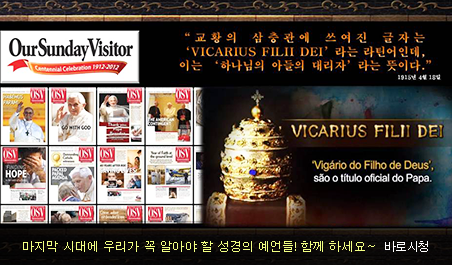 OurSundayVisitor
Centennial Celebration 1912-2012
“교황의 삼층관에 쓰여진 글자는
‘VICARIUS FILII DEI’ 라는 라틴어인데,
이는 ‘하나님의 아들의 대리자’ 라는 뜻이다.”
1915년 4월 18일
OSV
GO WITH GOD
THE AMERICAN
CONTINUED
HOPE
VICARIUS FILII DEI
‘Vigário do Filho de Deus’,
são o título oficial do Papa.
마지막 시대에 우리가 꼭 알아야 할 성경의 예언들! 함께 하세요~ 바로시청